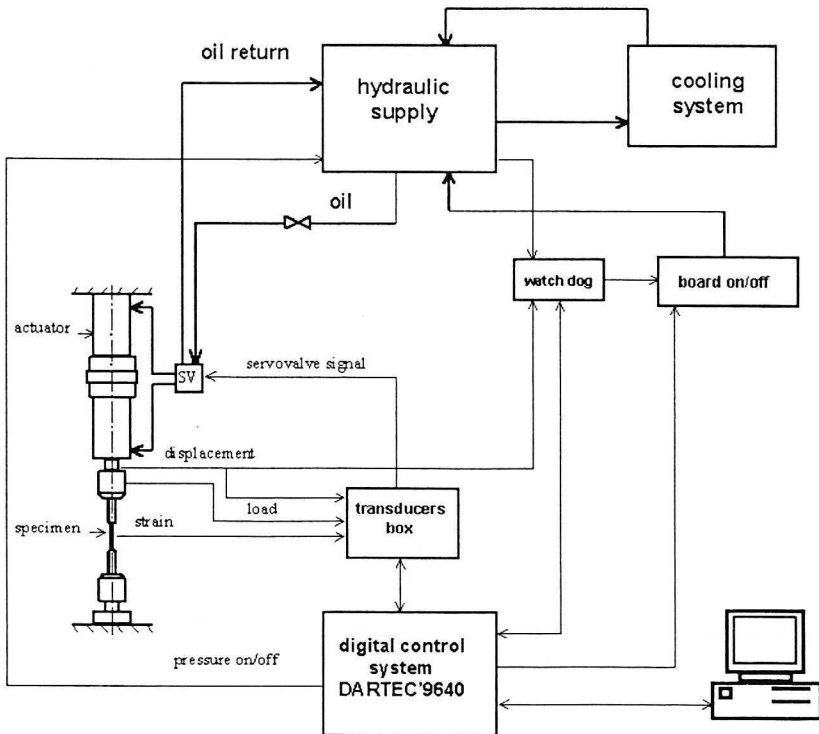 oil return
hydraulic
supply
cooling
system
oil
watch dog
board on/off
actuator
SV
servovalve signal
displacement
load
transducers
box
specimen
strain
pressure on/off
digital control
system
DARTEC'9640